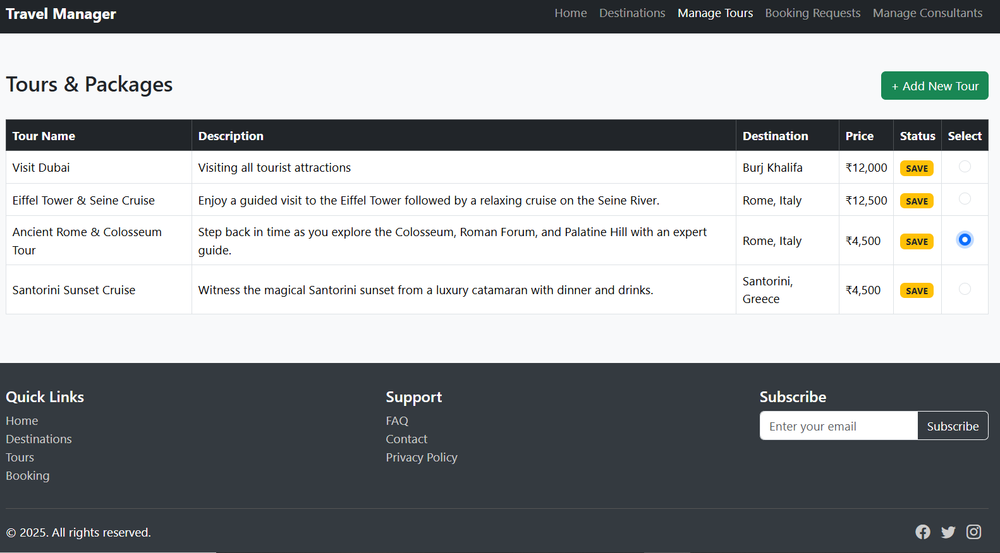 Travel Manager
Home Destinations Manage Tours Booking Requests Manage Consultants
Tours & Packages
+ Add New Tour
Tour Name Description Destination Price Status Select
Visit Dubai Visiting all tourist attractions Burj Khalifa ₹12,000 SAVE
Eiffel Tower & Seine Cruise Enjoy a guided visit to the Eiffel Tower followed by a relaxing cruise on the Seine River. Rome, Italy ₹12,500 SAVE
Ancient Rome & Colosseum
Tour
Step back in time as you explore the Colosseum, Roman Forum, and Palatine Hill with an expert
guide.
Rome, Italy ₹4,500 SAVE
Santorini Sunset Cruise Witness the magical Santorini sunset from a luxury catamaran with dinner and drinks.
Santorini,
Greece
₹4,500 SAVE
Quick Links
Home
Destinations
Tours
Booking
Support
FAQ
Contact
Privacy Policy
Subscribe
Enter your email Subscribe
© 2025. All rights reserved.